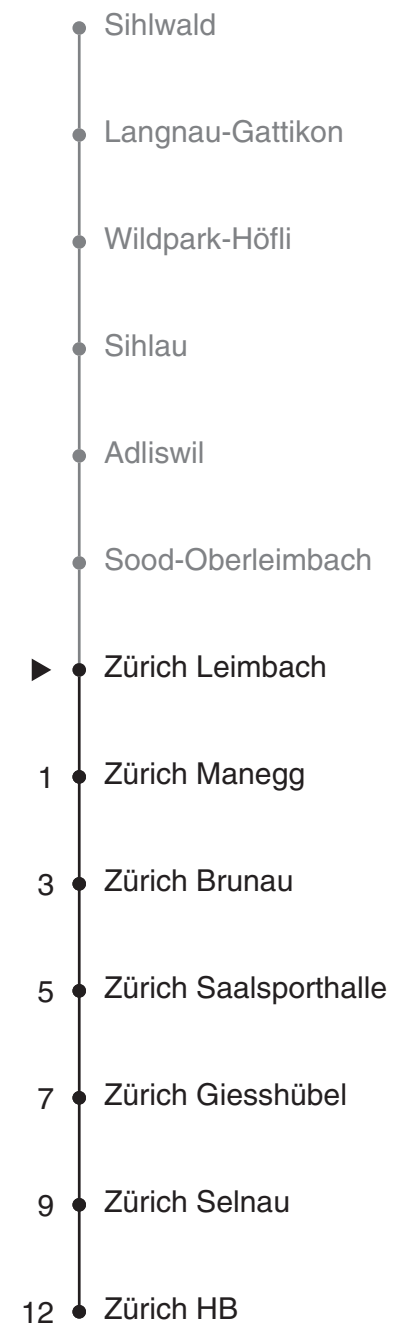 Sihlwald
Langnau-Gattikon
Wildpark-Höfli
Sihlau
Adliswil
Sood-Oberleimbach
Zürich Leimbach
1 Zürich Manegg
3 Zürich Brunau
5 Zürich Saalsporthalle
7 Zürich Giesshübel
9 Zürich Selnau
12 Zürich HB